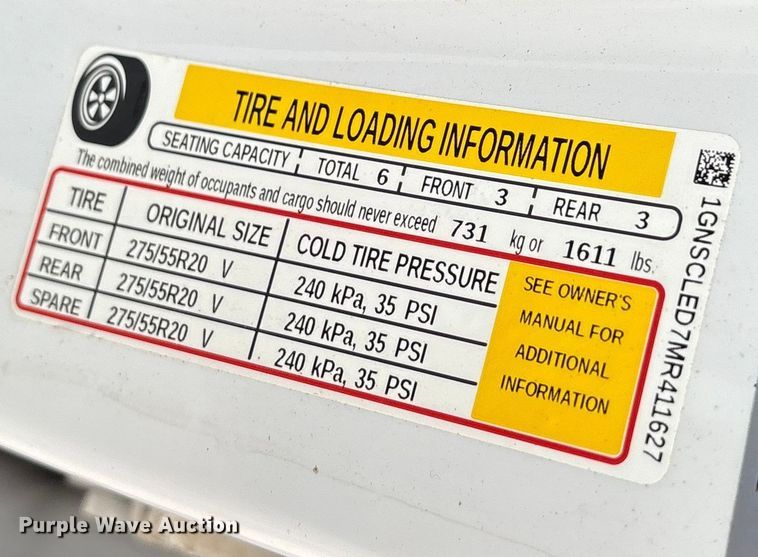 TIRE AND LOADING INFORMATION
SEATING CAPACITY TOTAL 6 FRONT 3 REAR 3
The combined weight of occupants and cargo should never exceed 731 kg or 1611 lbs.
TIRE ORIGINAL SIZE COLD TIRE PRESSURE
FRONT 275/55R20 V 240 kPa, 35 PSI
REAR 275/55R20 V 240 kPa, 35 PSI
SPARE 275/55R20 V 240 kPa, 35 PSI
SEE OWNER'S
MANUAL FOR
ADDITIONAL
INFORMATION
1GNSCLED7MR411627
Purple Wave Auction